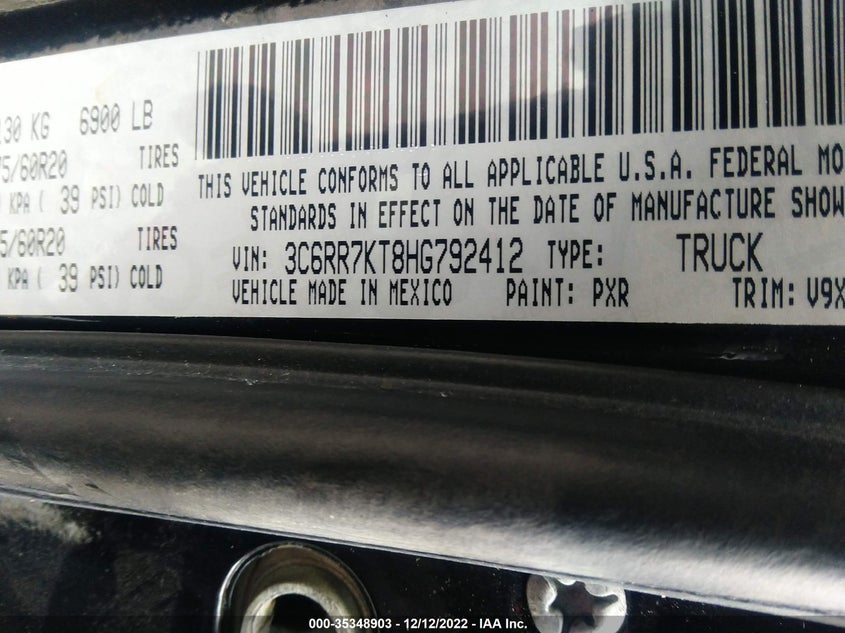 130 KG 6900 LB
5/60R20 TIRES
KPA ( 39 PSI) COLD
5/60R20 TIRES
KPA ( 39 PSI) COLD
THIS VEHICLE CONFORMS TO ALL APPLICABLE U.S.A. FEDERAL MO
STANDARDS IN EFFECT ON THE DATE OF MANUFACTURE SHOW
VIN: 3C6RR7KT8HG792412 TYPE: TRUCK
VEHICLE MADE IN MEXICO PAINT: PXR TRIM: V9X
000-35348903 - 12/12/2022 - IAA Inc.